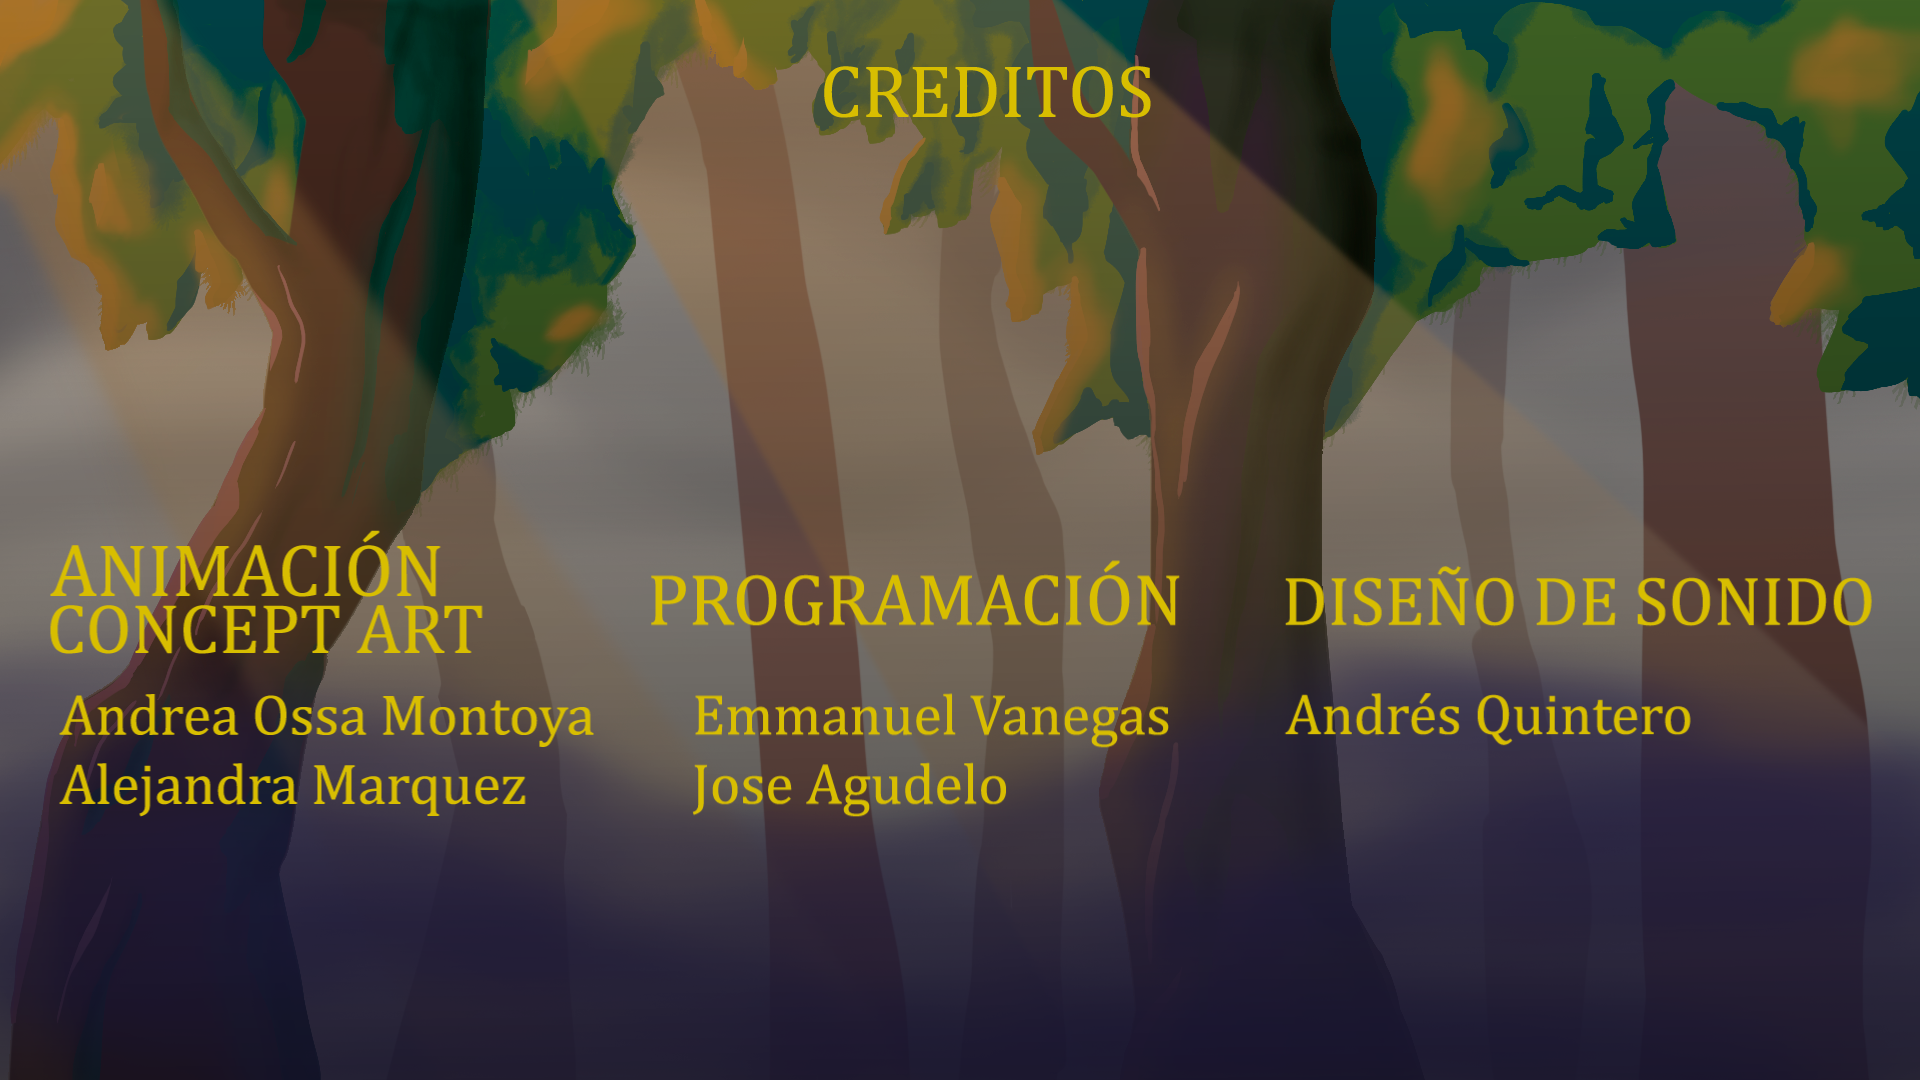 CREDITOS
ANIMACIÓN
CONCEPT ART
Andrea Ossa Montoya
Alejandra Marquez
PROGRAMACIÓN
Emmanuel Vanegas
Jose Agudelo
DISEÑO DE SONIDO
Andrés Quintero